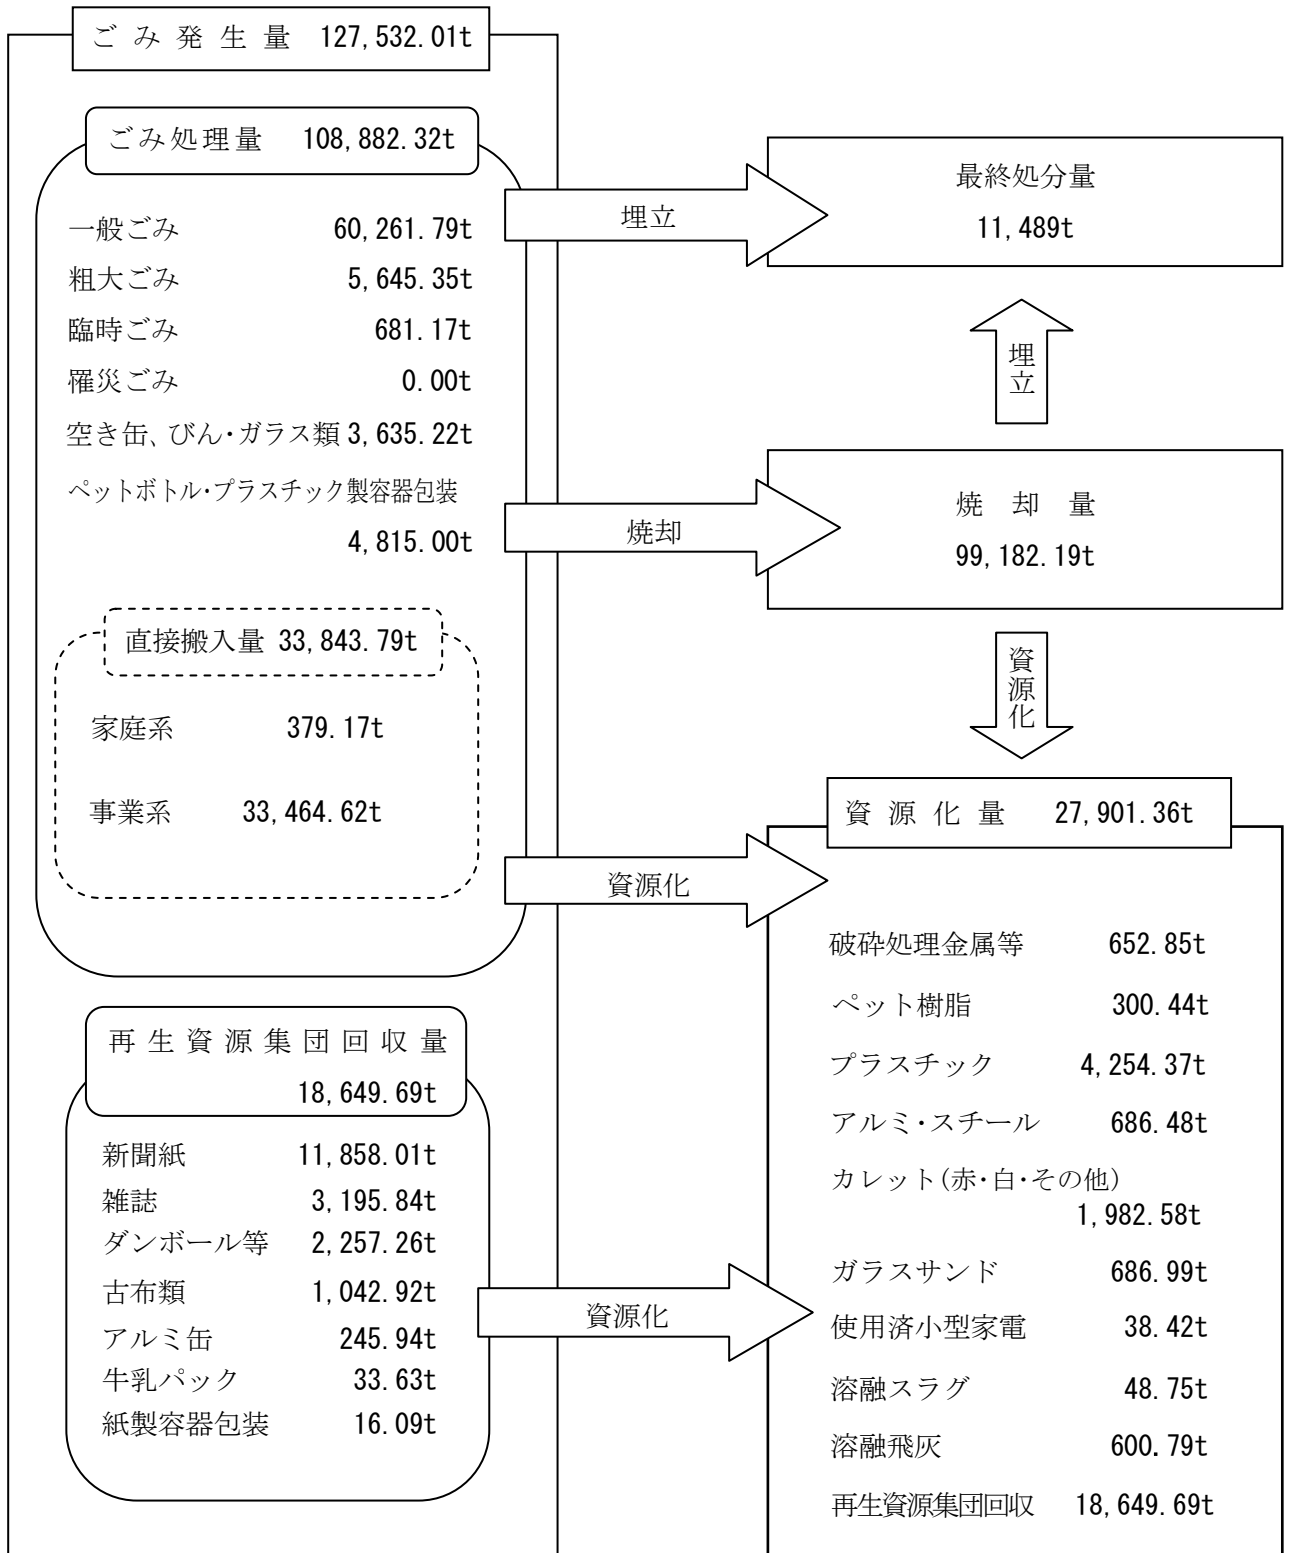 ごみ発生量 127,532.01t
ごみ処理量 108,882.32t
一般ごみ 60,261.79t
粗大ごみ 5,645.35t
臨時ごみ 681.17t
罹災ごみ 0.00t
空き缶、びん・ガラス類 3,635.22t
ペットボトル・プラスチック製容器包装
4,815.00t
直接搬入量 33,843.79t
家庭系 379.17t
事業系 33,464.62t
再生資源集団回収量
18,649.69t
新聞紙 11,858.01t
雑誌 3,195.84t
ダンボール等 2,257.26t
古布類 1,042.92t
アルミ缶 245.94t
牛乳パック 33.63t
紙製容器包装 16.09t
埋立
焼却
資源化
資源化
最終処分量
11,489t
埋立
焼却量
99,182.19t
資源化
資源化量 27,901.36t
破砕処理金属等 652.85t
ペット樹脂 300.44t
プラスチック 4,254.37t
アルミ・スチール 686.48t
カレット(赤・白・その他)
1,982.58t
ガラスサンド 686.99t
使用済小型家電 38.42t
溶融スラグ 48.75t
溶融飛灰 600.79t
再生資源集団回収 18,649.69t